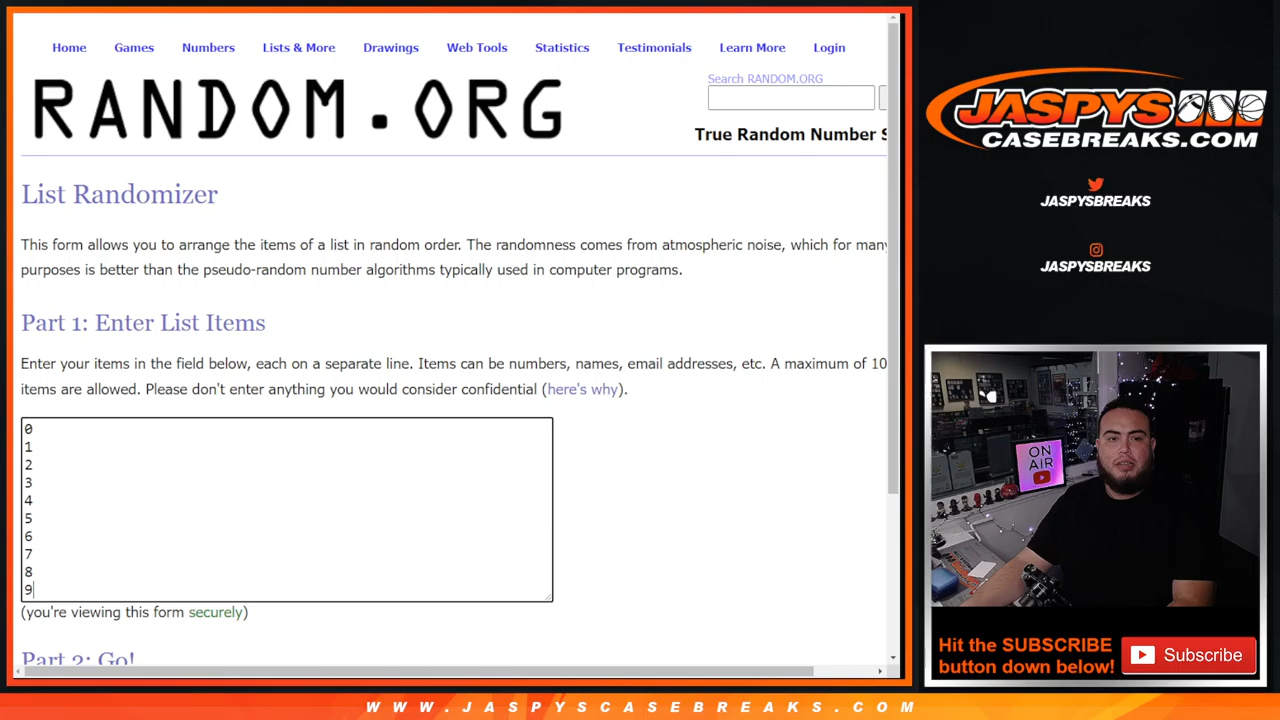 Home Games Numbers Lists & More Drawings Web Tools Statistics Testimonials Learn More Login
RANDOM.ORG
Search RANDOM.ORG
True Random Number S
List Randomizer
This form allows you to arrange the items of a list in random order. The randomness comes from atmospheric noise, which for many
purposes is better than the pseudo-random number algorithms typically used in computer programs.
Part 1: Enter List Items
Enter your items in the field below, each on a separate line. Items can be numbers, names, email addresses, etc. A maximum of 10
items are allowed. Please don't enter anything you would consider confidential (here's why).
0
1
2
3
4
5
6
7
8
9
(you're viewing this form securely)
Part 2: Go!
JASPYS
CASEBREAKS.COM
JASPYSBREAKS
JASPYSBREAKS
ON
AIR
Hit the SUBSCRIBE
button down below!
Subscribe
WWW.JASPYSCASEBREAKS.COM